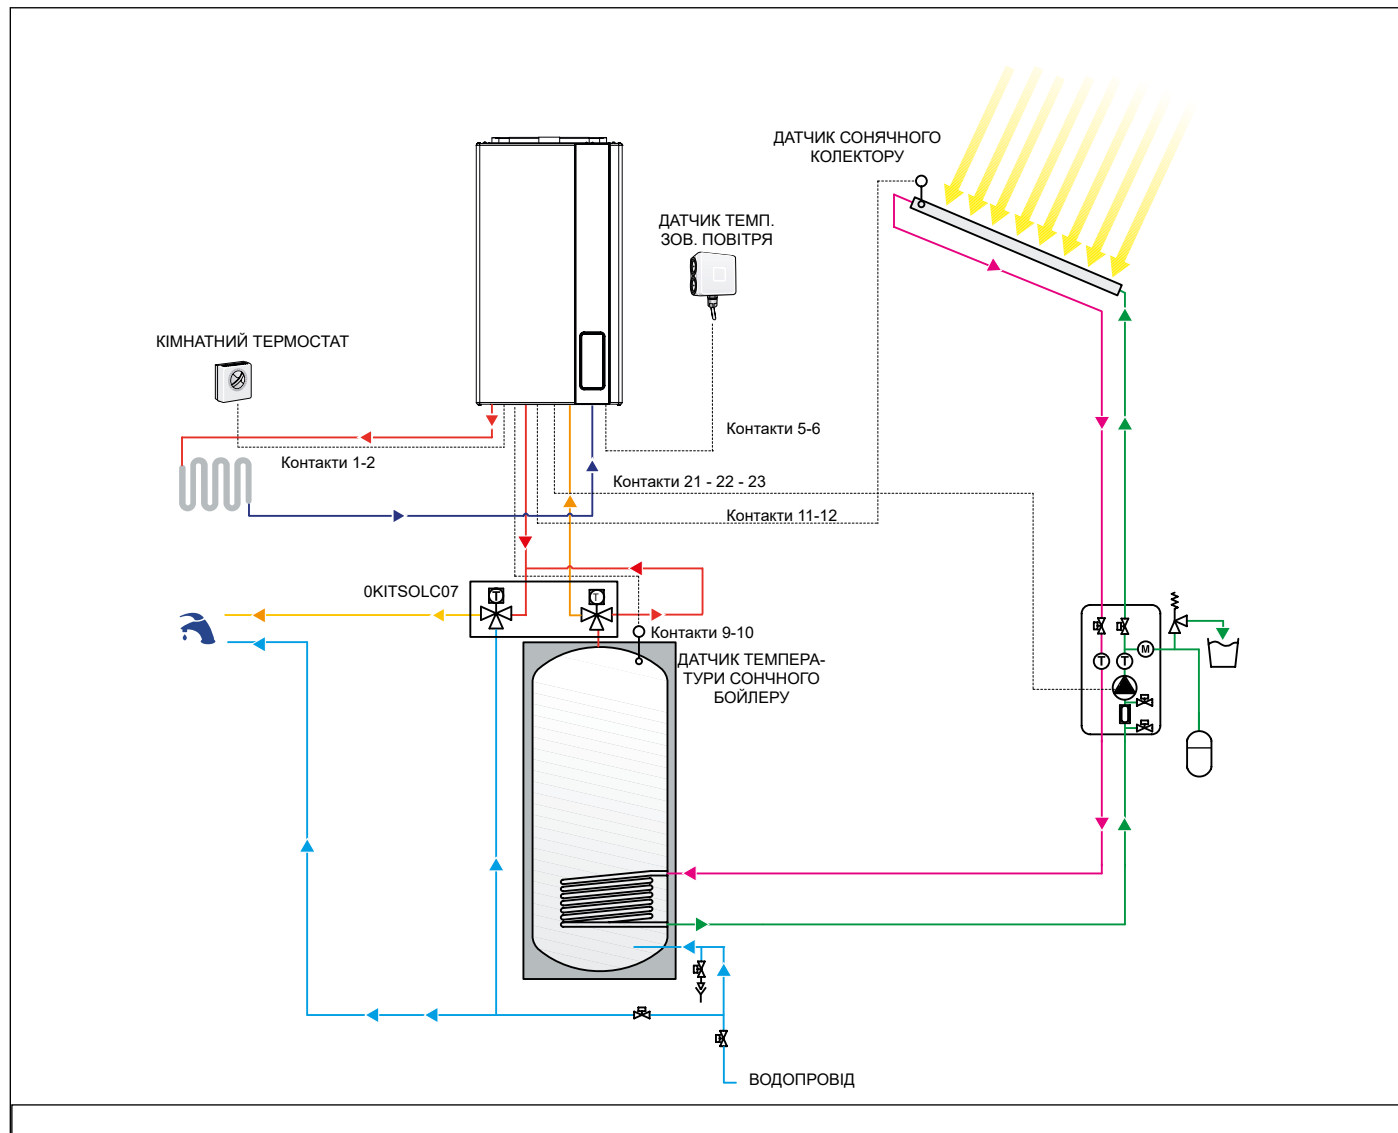 ДАТЧИК СОНЯЧНОГО
КОЛЕКТОРУ
ДАТЧИК ТЕМП.
ЗОВ. ПОВІТРЯ
КІМНАТНИЙ ТЕРМОСТАТ
Контакти 5-6
Контакти 1-2
Контакти 21 - 22 - 23
Контакти 11-12
0KITSOLC07
T
T
Контакти 9-10
ДАТЧИК ТЕМПЕРА-
ТУРИ СОНЧНОГО
БОЙЛЕРУ
M
T
T
ВОДОПРОВІД